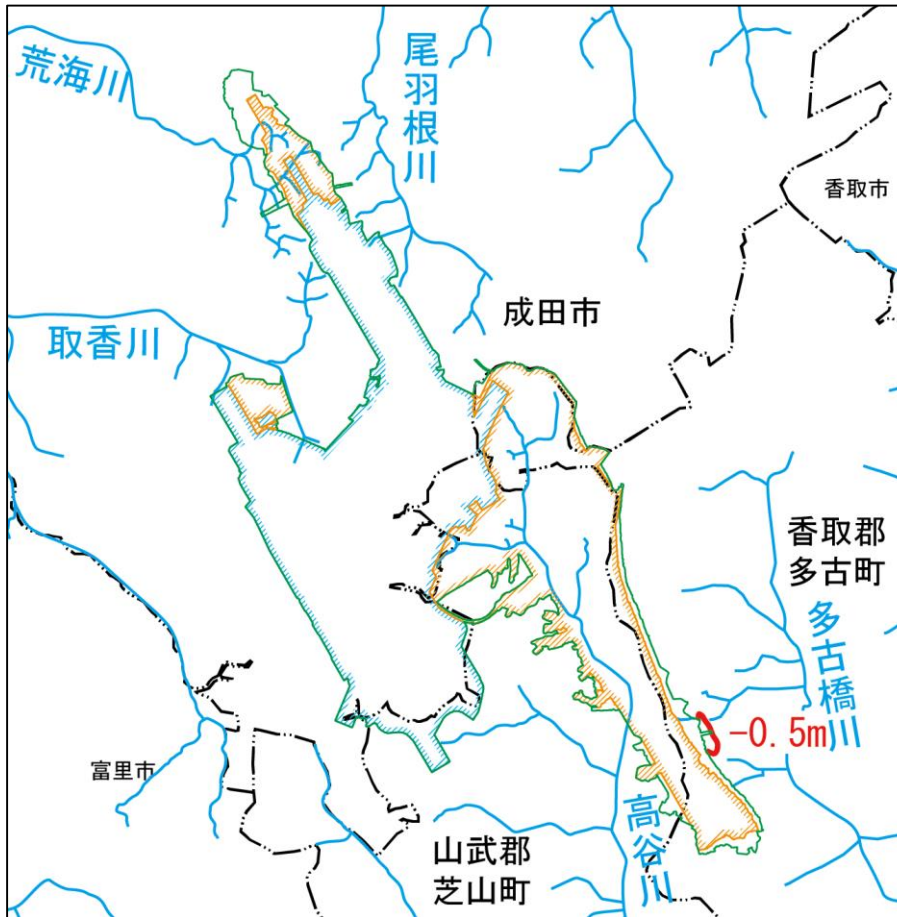 荒海川
尾羽根川
香取市
成田市
取香川
香取郡
多古町
多古橋川
-0.5m
富里市
高谷川
山武郡
芝山町